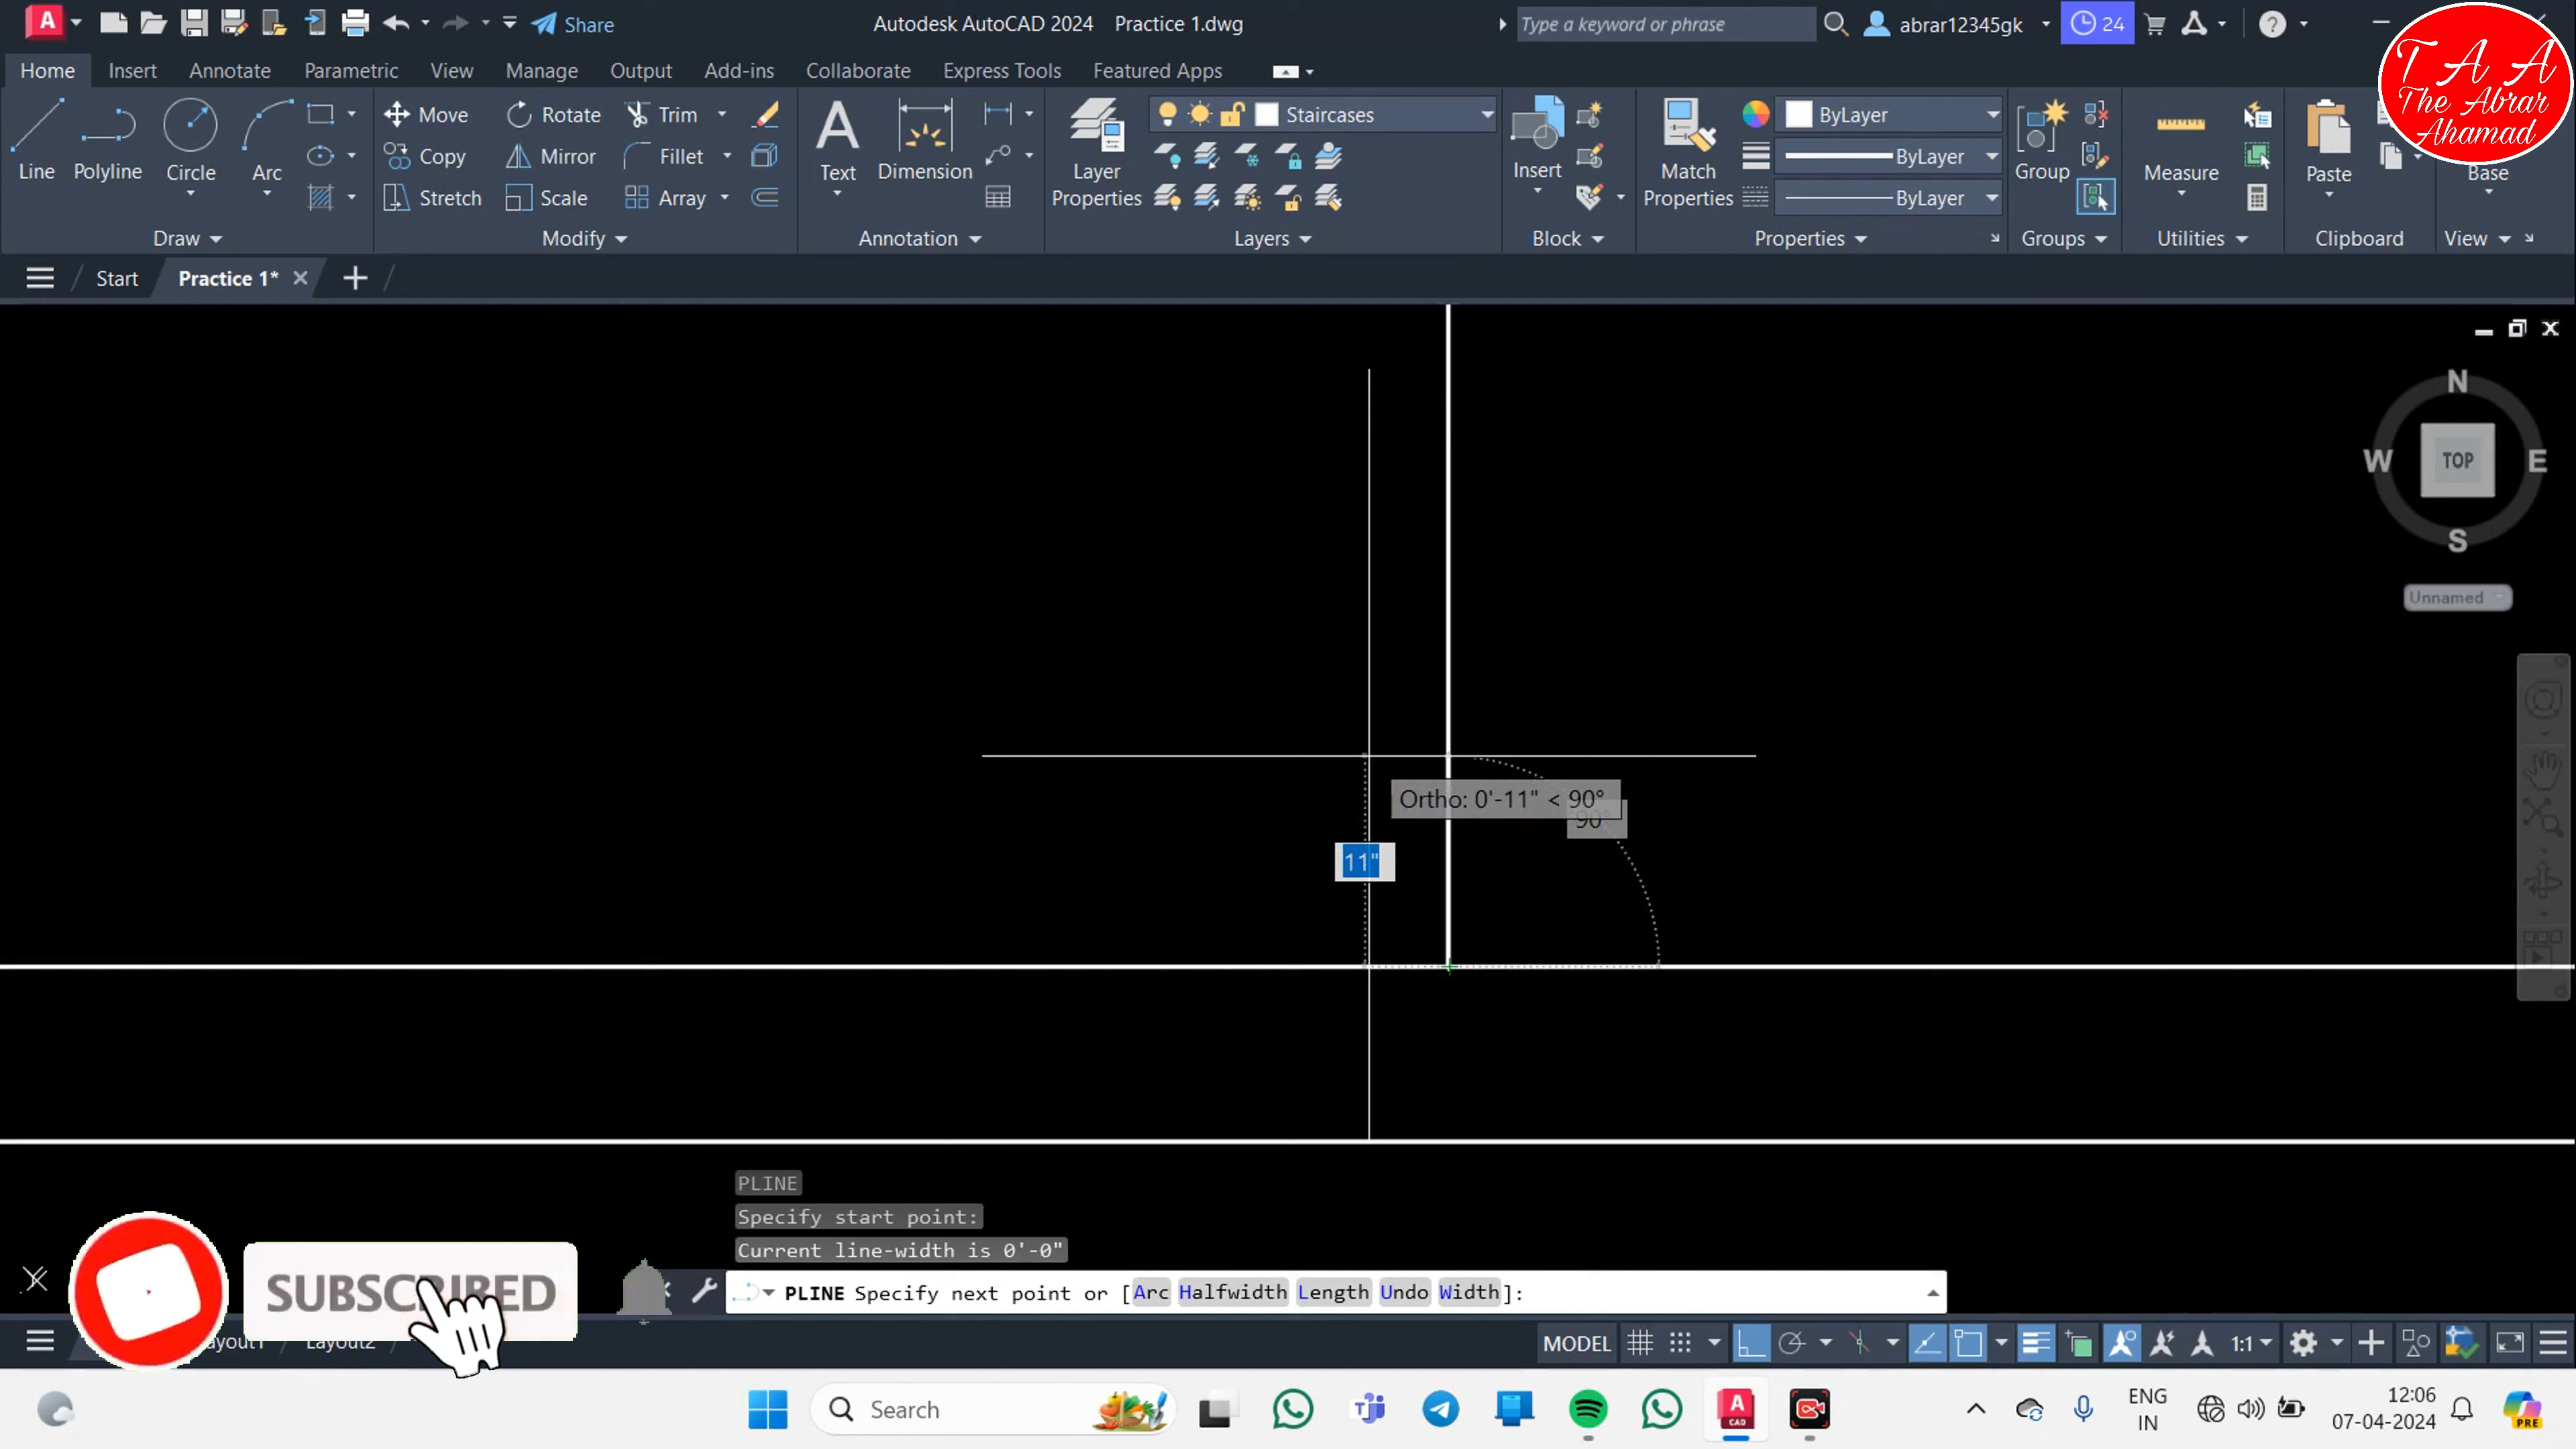 A Share Autodesk AutoCAD 2024 Practice 1.dwg Type a keyword or phrase abrar12345gk 24
T A A
The Abrar
Ahamad
Home Insert Annotate Parametric View Manage Output Add-ins Collaborate Express Tools Featured Apps
Move Rotate Trim Staircases ByLayer
Line Polyline Circle Arc Copy Mirror Fillet Text Dimension Layer Properties Insert Match Properties ByLayer Group Measure Paste Base
Stretch Scale Array ByLayer
Draw Modify Annotation Layers Block Properties Groups Utilities Clipboard View
Start Practice 1*
N
W TOP E
S
Unnamed
Ortho: 0'-11" < 90°
90°
11"
PLINE
Specify start point:
Current line-width is 0'-0"
PLINE Specify next point or [Arc Halfwidth Length Undo Width]:
SUBSCRIBED
Layout2 MODEL 1:1
Search ENG 12:06
IN 07-04-2024
PRE